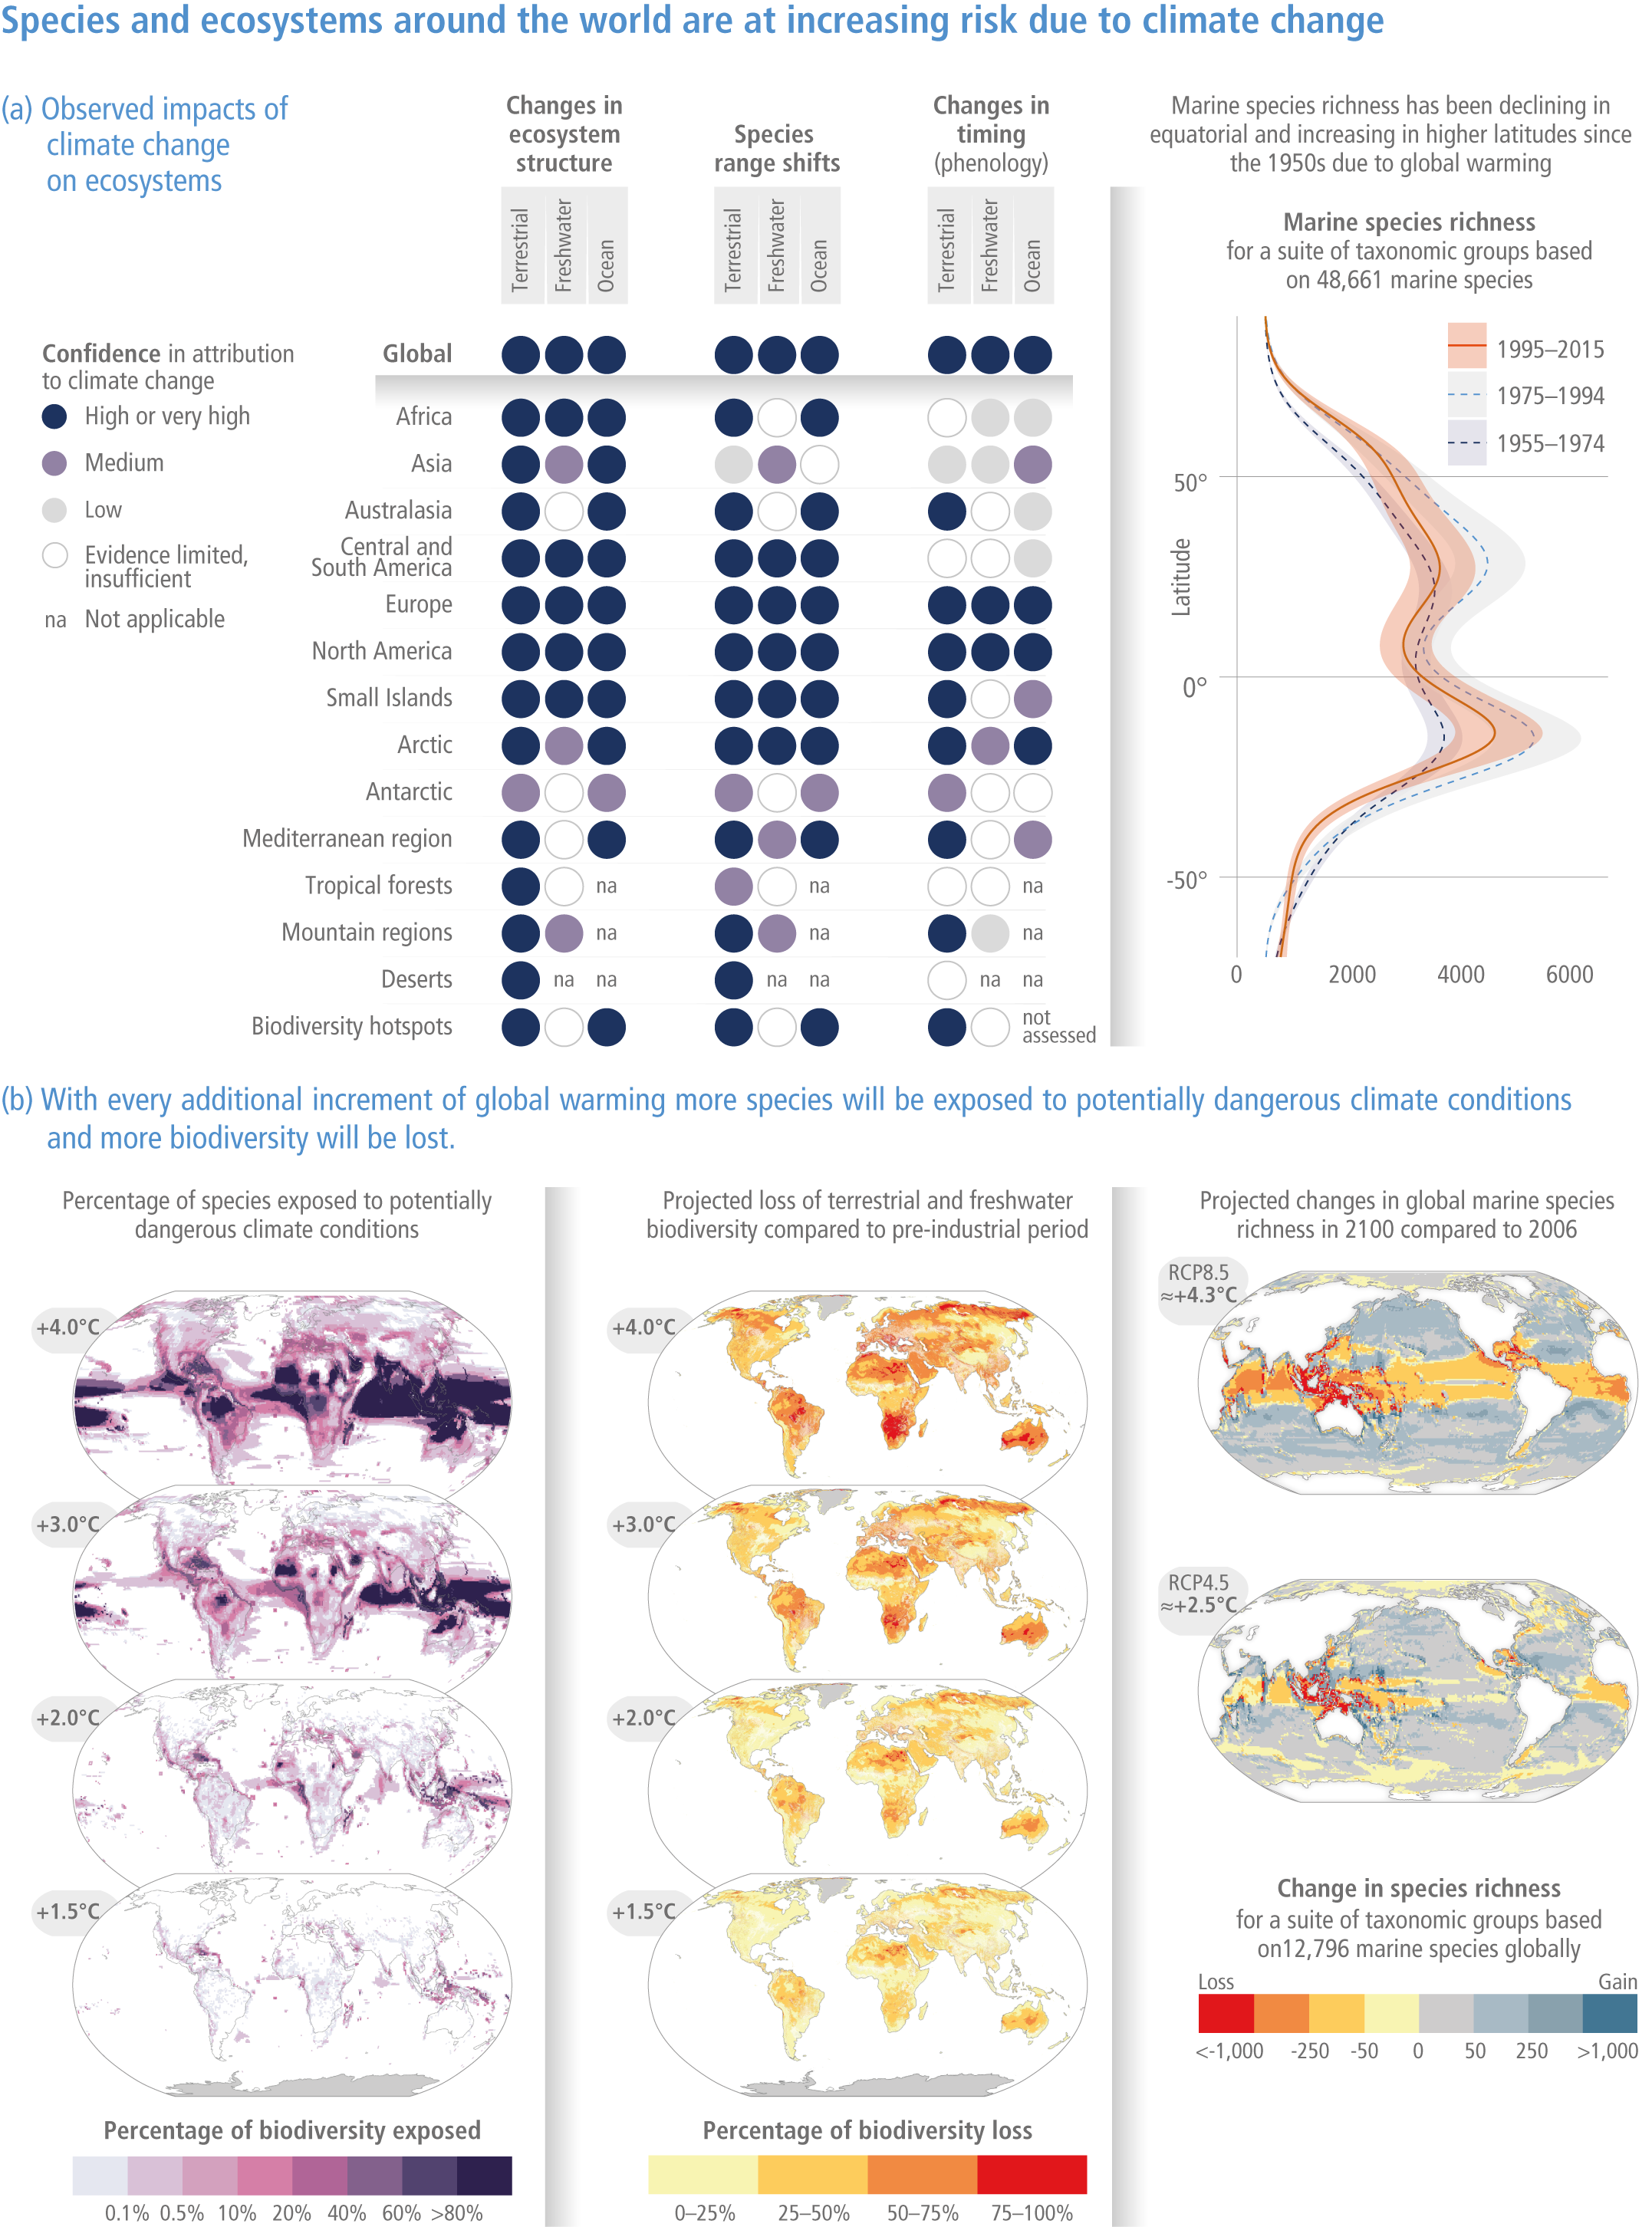 Species and ecosystems around the world are at increasing risk due to climate change
(a) Observed impacts of
climate change
on ecosystems
Changes in
ecosystem
structure
Species
range shifts
Changes in
timing
(phenology)
Terrestrial
Freshwater
Ocean
Terrestrial
Freshwater
Ocean
Terrestrial
Freshwater
Ocean
Confidence in attribution
to climate change
High or very high
Medium
Low
Evidence limited,
insufficient
na Not applicable
Global
Africa
Asia
Australasia
Central and
South America
Europe
North America
Small Islands
Arctic
Antarctic
Mediterranean region
Tropical forests na na na
Mountain regions na na na
Deserts na na na na na na
Biodiversity hotspots not
assessed
Marine species richness has been declining in
equatorial and increasing in higher latitudes since
the 1950s due to global warming
Marine species richness
for a suite of taxonomic groups based
on 48,661 marine species
1995–2015
1975–1994
1955–1974
Latitude
50°
0°
-50°
0 2000 4000 6000
(b) With every additional increment of global warming more species will be exposed to potentially dangerous climate conditions
and more biodiversity will be lost.
Percentage of species exposed to potentially
dangerous climate conditions
+4.0°C
+3.0°C
+2.0°C
+1.5°C
Percentage of biodiversity exposed
0.1% 0.5% 10% 20% 40% 60% >80%
Projected loss of terrestrial and freshwater
biodiversity compared to pre-industrial period
+4.0°C
+3.0°C
+2.0°C
+1.5°C
Percentage of biodiversity loss
0–25% 25–50% 50–75% 75–100%
Projected changes in global marine species
richness in 2100 compared to 2006
RCP8.5
≈+4.3°C
RCP4.5
≈+2.5°C
Change in species richness
for a suite of taxonomic groups based
on12,796 marine species globally
Loss Gain
<-1,000 -250 -50 0 50 250 >1,000